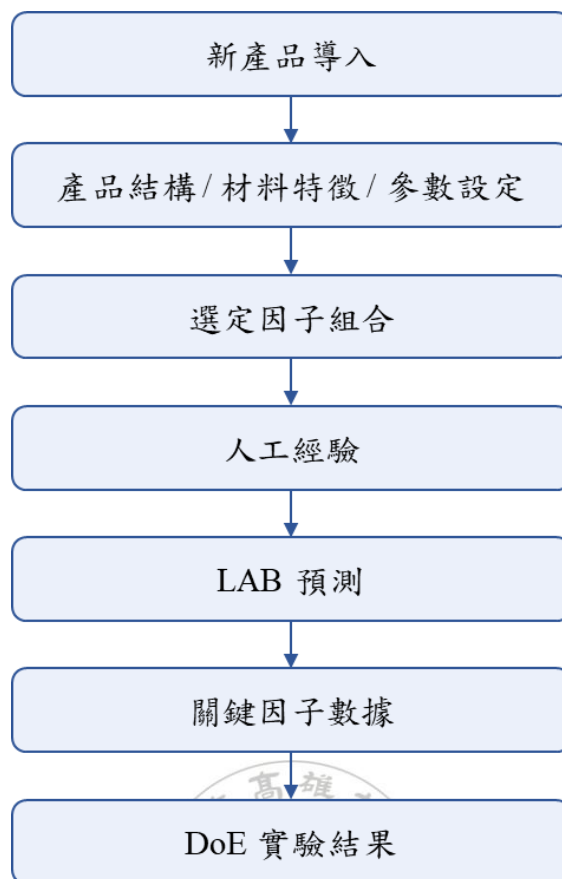 新產品導入
產品結構/材料特徵/參數設定
選定因子組合
人工經驗
LAB 預測
關鍵因子數據
高雄
DoE 實驗結果